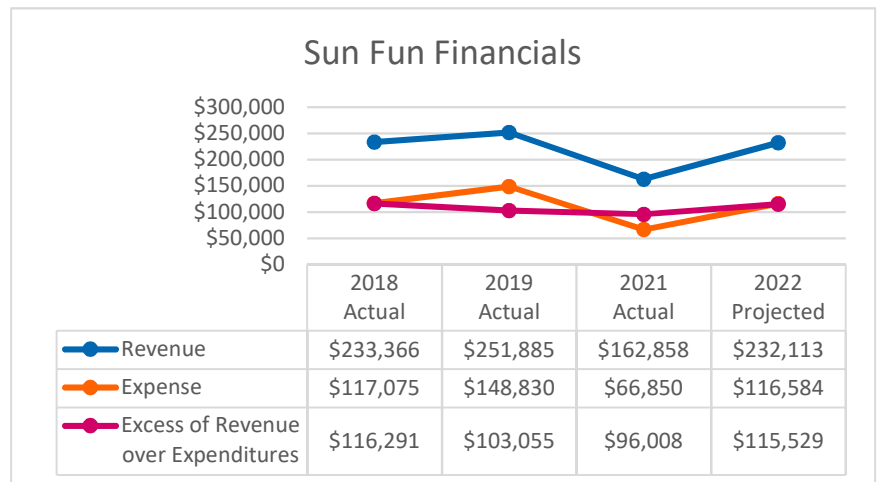 Sun Fun Financials
$300,000
$250,000
$200,000
$150,000
$100,000
$50,000
$0
2018 2019 2021 2022
Actual Actual Actual Projected
Revenue $233,366 $251,885 $162,858 $232,113
Expense $117,075 $148,830 $66,850 $116,584
Excess of Revenue
over Expenditures $116,291 $103,055 $96,008 $115,529